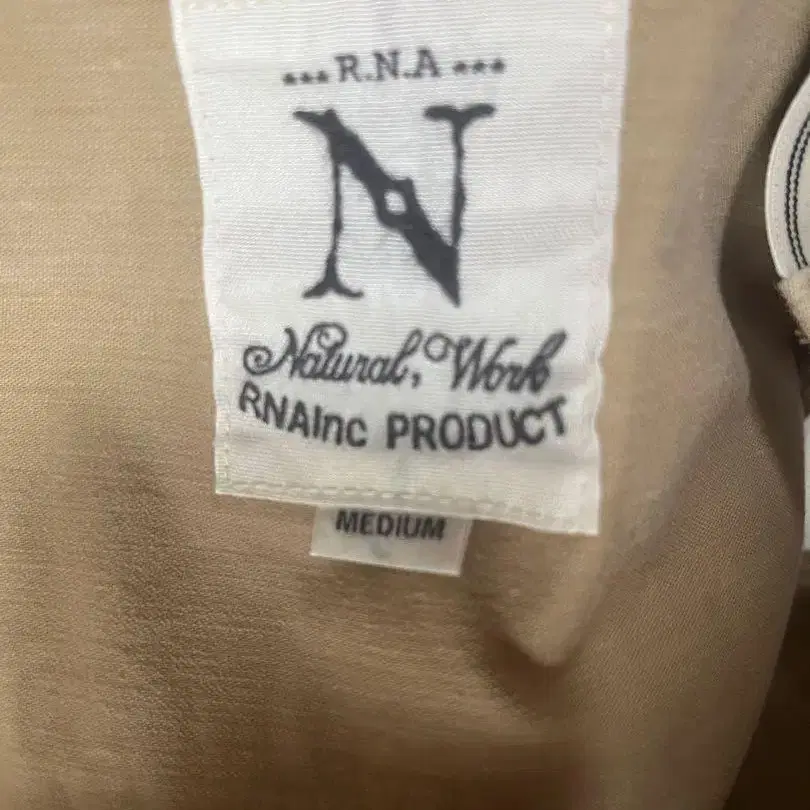 *** R.N.A ***
N
Natural, Work
RNAInc PRODUCT
MEDIUM